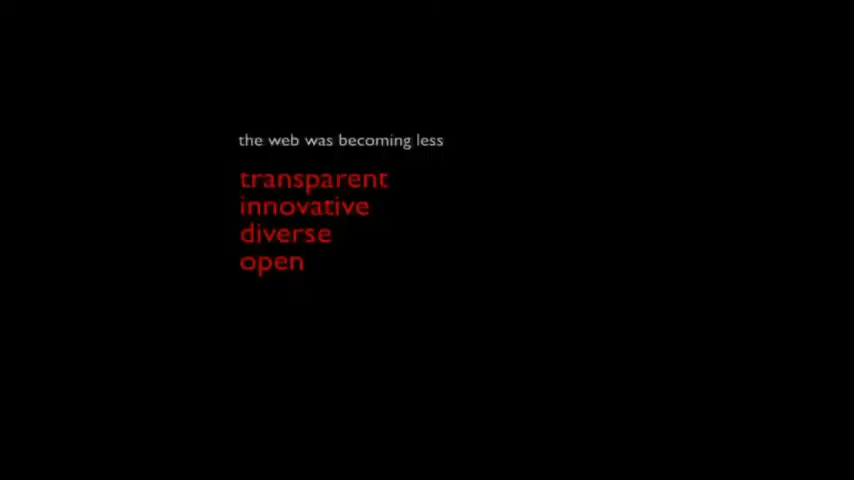 the web was becoming less
transparent
innovative
diverse
open